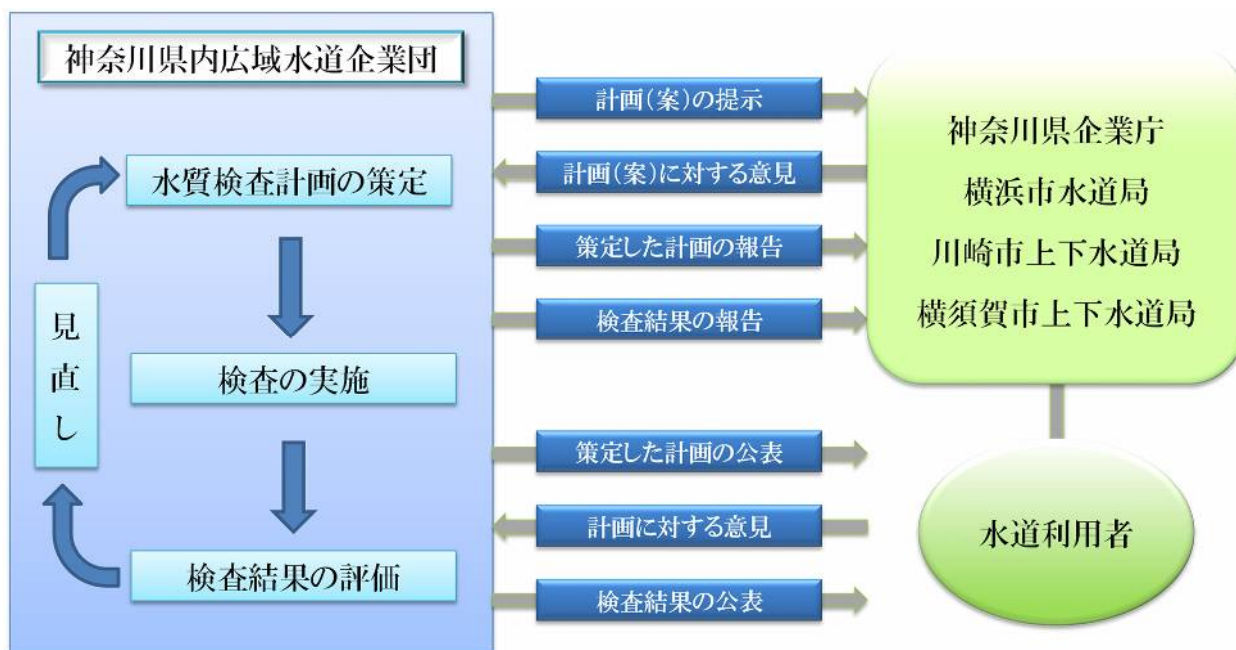 神奈川県内広域水道企業団
水質検査計画の策定
検査の実施
検査結果の評価
見直し
計画(案)の提示
計画(案)に対する意見
策定した計画の報告
検査結果の報告
策定した計画の公表
計画に対する意見
検査結果の公表
神奈川県企業庁
横浜市水道局
川崎市上下水道局
横須賀市上下水道局
水道利用者